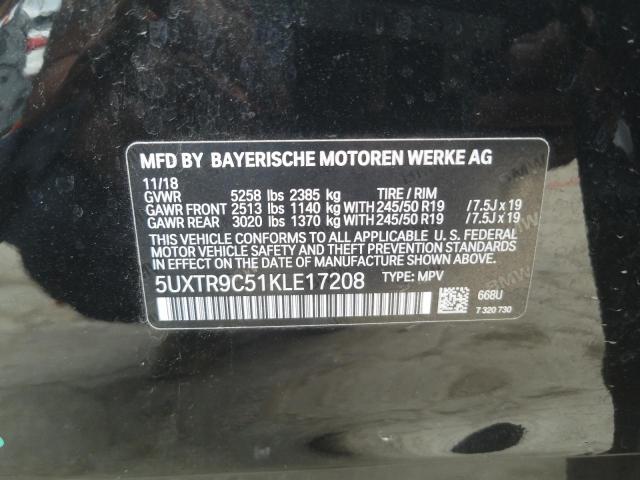 MFD BY BAYERISCHE MOTOREN WERKE AG
11/18
GVWR 5258 lbs 2385 kg TIRE / RIM
GAWR FRONT 2513 lbs 1140 kg WITH 245/50 R19 /7.5J x 19
GAWR REAR 3020 lbs 1370 kg WITH 245/50 R19 /7.5J x 19
THIS VEHICLE CONFORMS TO ALL APPLICABLE U. S. FEDERAL
MOTOR VEHICLE SAFETY BUMPER, AND THEFT PREVENTION
STANDARDS IN EFFECT ON THE DATE OF MANUFACTURE SHOWN ABOVE.
5UXTR9C51KLE17208 TYPE: MPV
668U
7 320 730